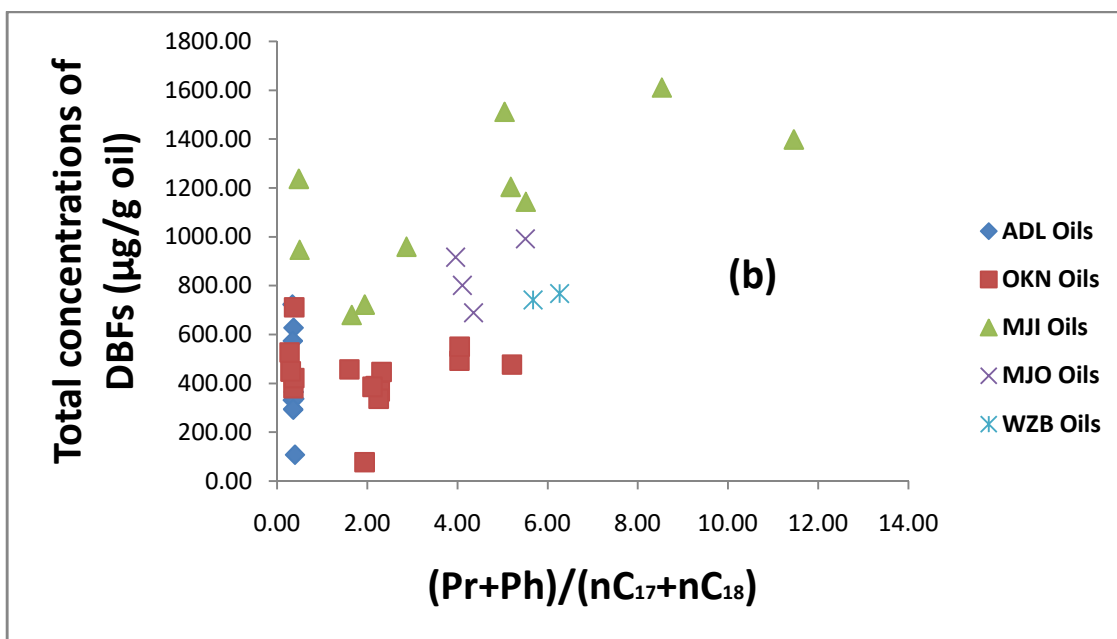 Total concentrations of
DBFs (µg/g oil)
1800.00
1600.00
1400.00
1200.00
1000.00
800.00
600.00
400.00
200.00
0.00
0.00 2.00 4.00 6.00 8.00 10.00 12.00 14.00
(Pr+Ph)/(nC₁₇+nC₁₈)
(b)
ADL Oils
OKN Oils
MJI Oils
MJO Oils
WZB Oils